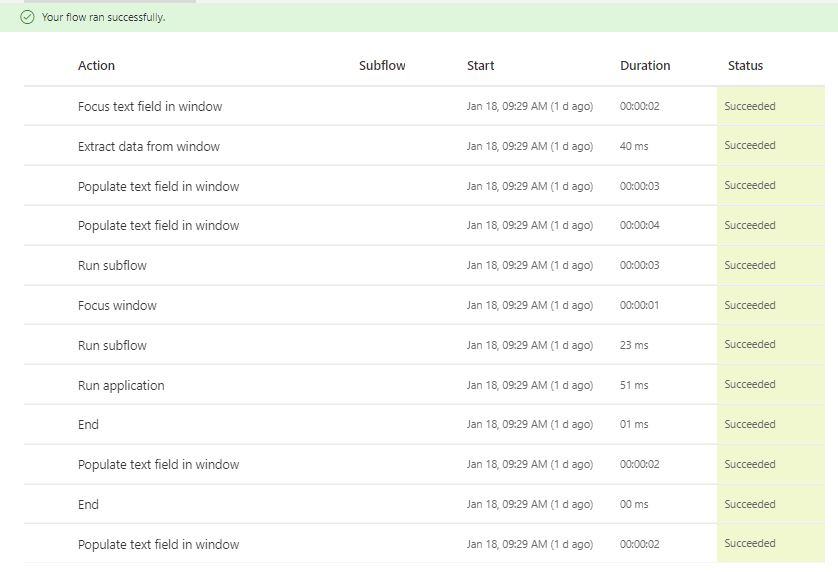 Your flow ran successfully.
Action Subflow Start Duration Status
Focus text field in window Jan 18, 09:29 AM (1 d ago) 00:00:02 Succeeded
Extract data from window Jan 18, 09:29 AM (1 d ago) 40 ms Succeeded
Populate text field in window Jan 18, 09:29 AM (1 d ago) 00:00:03 Succeeded
Populate text field in window Jan 18, 09:29 AM (1 d ago) 00:00:04 Succeeded
Run subflow Jan 18, 09:29 AM (1 d ago) 00:00:03 Succeeded
Focus window Jan 18, 09:29 AM (1 d ago) 00:00:01 Succeeded
Run subflow Jan 18, 09:29 AM (1 d ago) 23 ms Succeeded
Run application Jan 18, 09:29 AM (1 d ago) 51 ms Succeeded
End Jan 18, 09:29 AM (1 d ago) 01 ms Succeeded
Populate text field in window Jan 18, 09:29 AM (1 d ago) 00:00:02 Succeeded
End Jan 18, 09:29 AM (1 d ago) 00 ms Succeeded
Populate text field in window Jan 18, 09:29 AM (1 d ago) 00:00:02 Succeeded